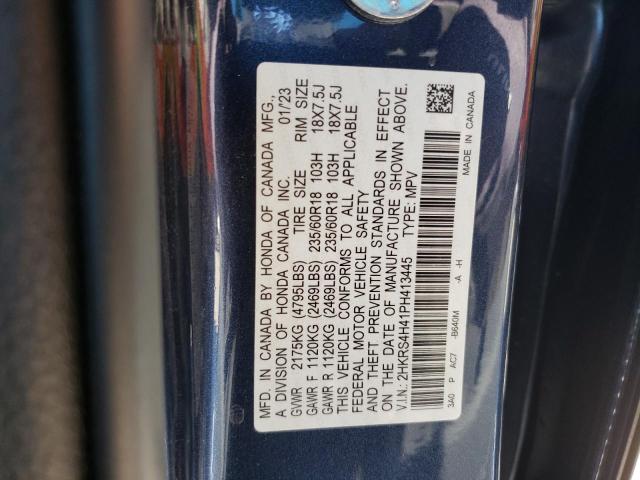 MFD. IN CANADA BY HONDA OF CANADA MFG.,
A DIVISION OF HONDA CANADA INC. 01/'23
GVWR 2175KG (4795LBS) TIRE SIZE RIM SIZE
GAWR F 1120KG (2469LBS) 235/60R18 103H 18X7.5J
GAWR R 1120KG (2469LBS) 235/60R18 103H 18X7.5J
THIS VEHICLE CONFORMS TO ALL APPLICABLE
FEDERAL MOTOR VEHICLE SAFETY
AND THEFT PREVENTION STANDARDS IN EFFECT
ON THE DATE OF MANUFACTURE SHOWN ABOVE.
V.I.N.: 2HKRS4H41PH413445 TYPE: MPV
3A0 P AC7 -B640M -A -H
MADE IN CANADA